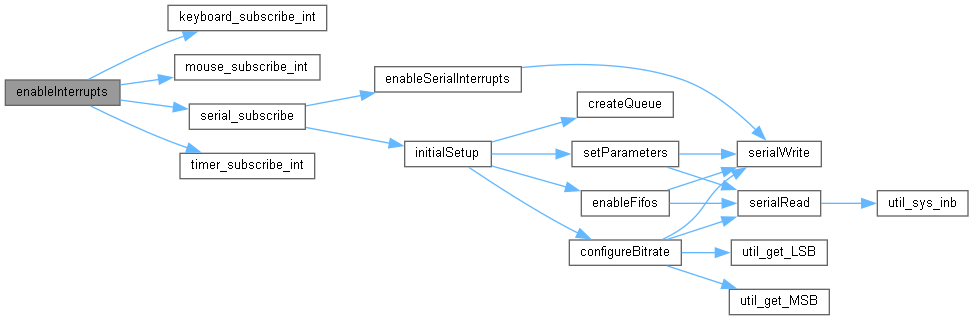 enableInterrupts
keyboard_subscribe_int
mouse_subscribe_int
serial_subscribe
timer_subscribe_int
enableSerialInterrupts
initialSetup
createQueue
setParameters
enableFifos
configureBitrate
serialWrite
serialRead
util_get_LSB
util_get_MSB
util_sys_inb